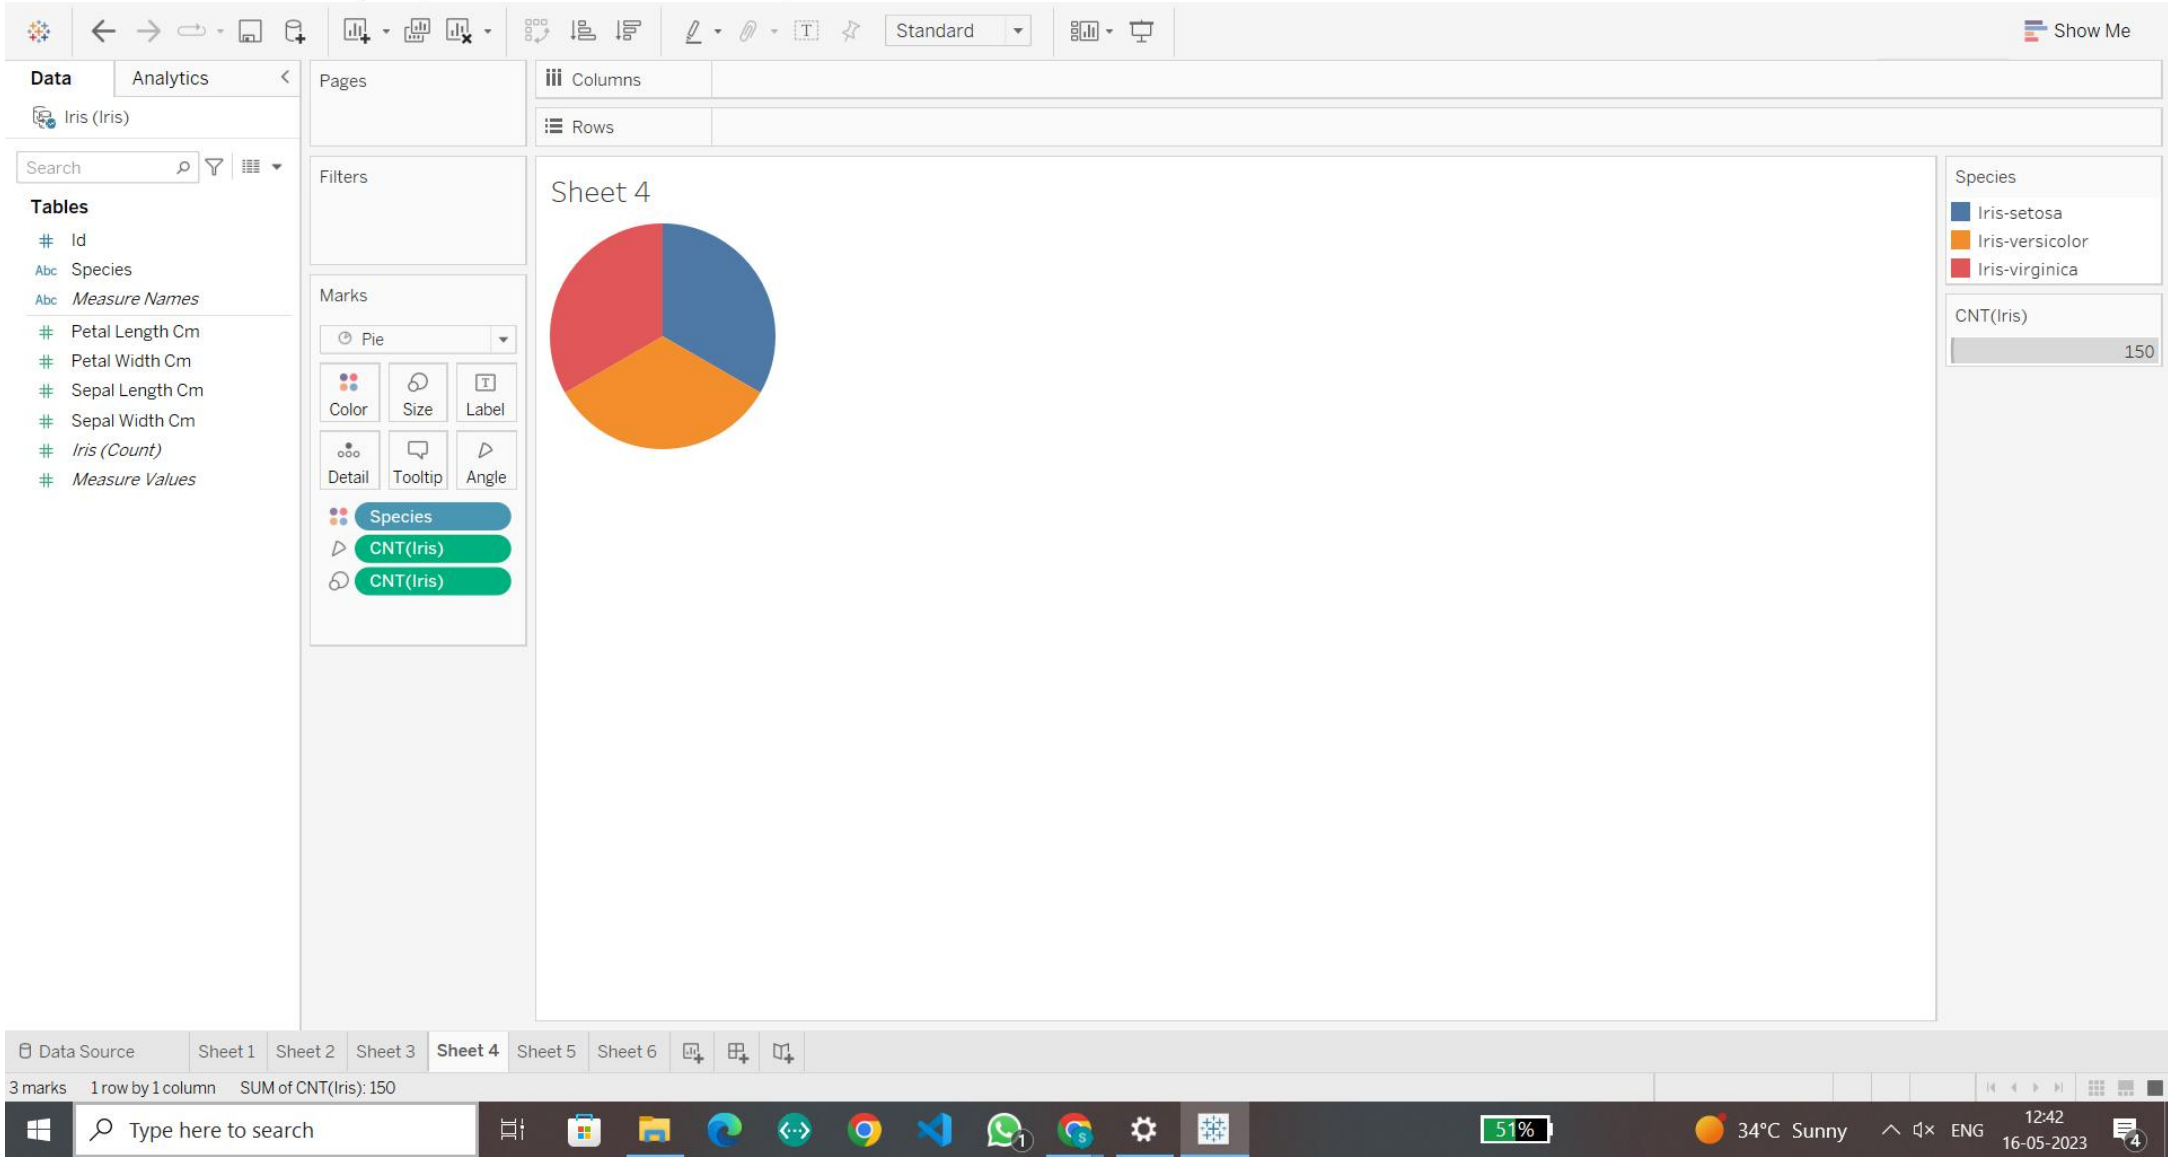 Standard
Show Me
Data
Analytics
Iris (Iris)
Search
Tables
# Id
Abc Species
Abc Measure Names
# Petal Length Cm
# Petal Width Cm
# Sepal Length Cm
# Sepal Width Cm
# Iris (Count)
# Measure Values
Pages
Filters
Marks
Pie
Color Size Label
T
Detail Tooltip Angle
Species
CNT(Iris)
CNT(Iris)
Columns
Rows
Sheet 4
Species
Iris-setosa
Iris-versicolor
Iris-virginica
CNT(Iris)
150
Data Source Sheet 1 Sheet 2 Sheet 3 Sheet 4 Sheet 5 Sheet 6
3 marks 1 row by 1 column SUM of CNT(Iris): 150
Type here to search
1
S
51%
34°C Sunny
ENG
12:42
16-05-2023
4